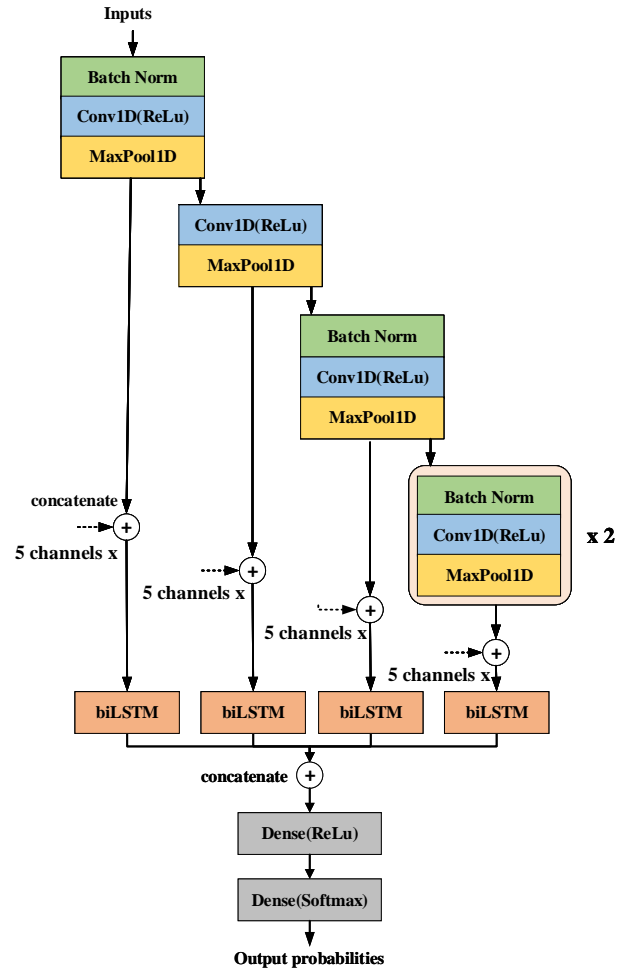 Inputs
Batch Norm
Conv1D(ReLu)
MaxPool1D
Conv1D(ReLu)
MaxPool1D
Batch Norm
Conv1D(ReLu)
MaxPool1D
Batch Norm
Conv1D(ReLu)
MaxPool1D
x 2
concatenate
+
5 channels x
+
5 channels x
+
5 channels x
+
5 channels x
biLSTM
biLSTM
biLSTM
biLSTM
concatenate
+
Dense(ReLu)
Dense(Softmax)
Output probabilities